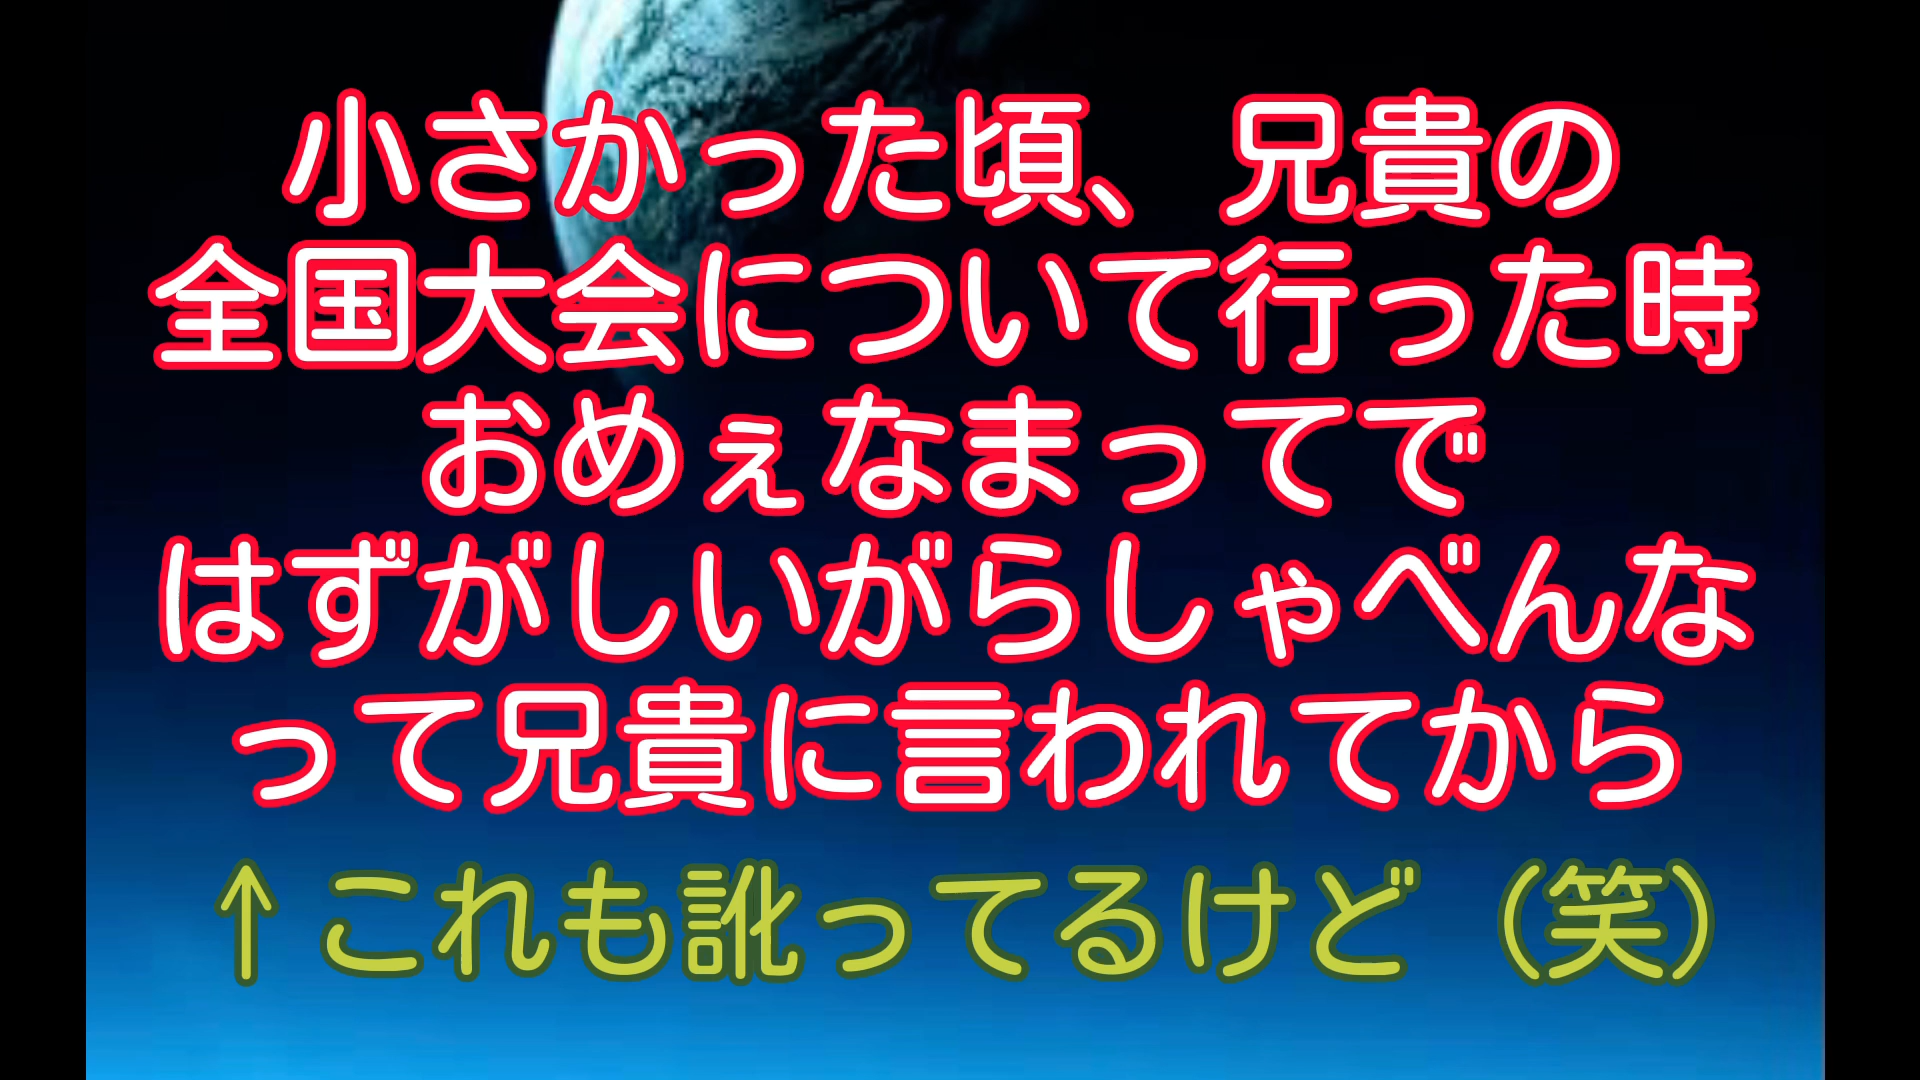 小さかった頃、兄貴の
全国大会について行った時
おめぇなまってで
はずがしいがらしゃべんな
って兄貴に言われてから
↑これも訛ってるけど（笑）